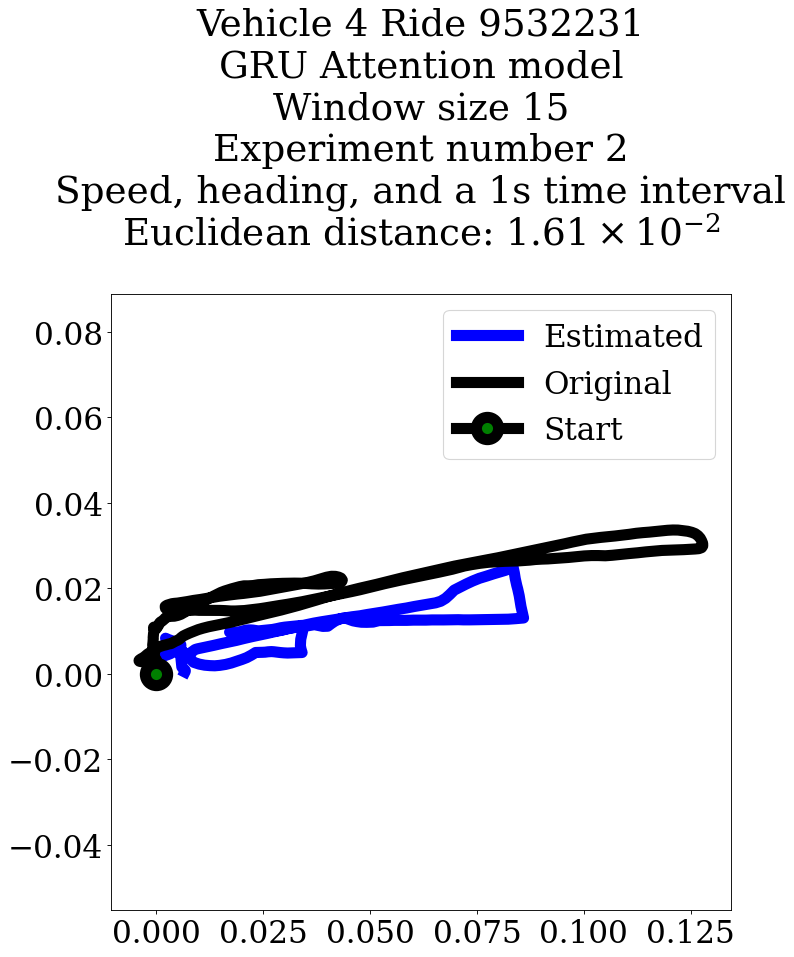 Vehicle 4 Ride 9532231
GRU Attention model
Window size 15
Experiment number 2
Speed, heading, and a 1s time interval
Euclidean distance: 1.61 × 10⁻²
Estimated
Original
Start
0.08
0.06
0.04
0.02
0.00
−0.02
−0.04
0.000 0.025 0.050 0.075 0.100 0.125